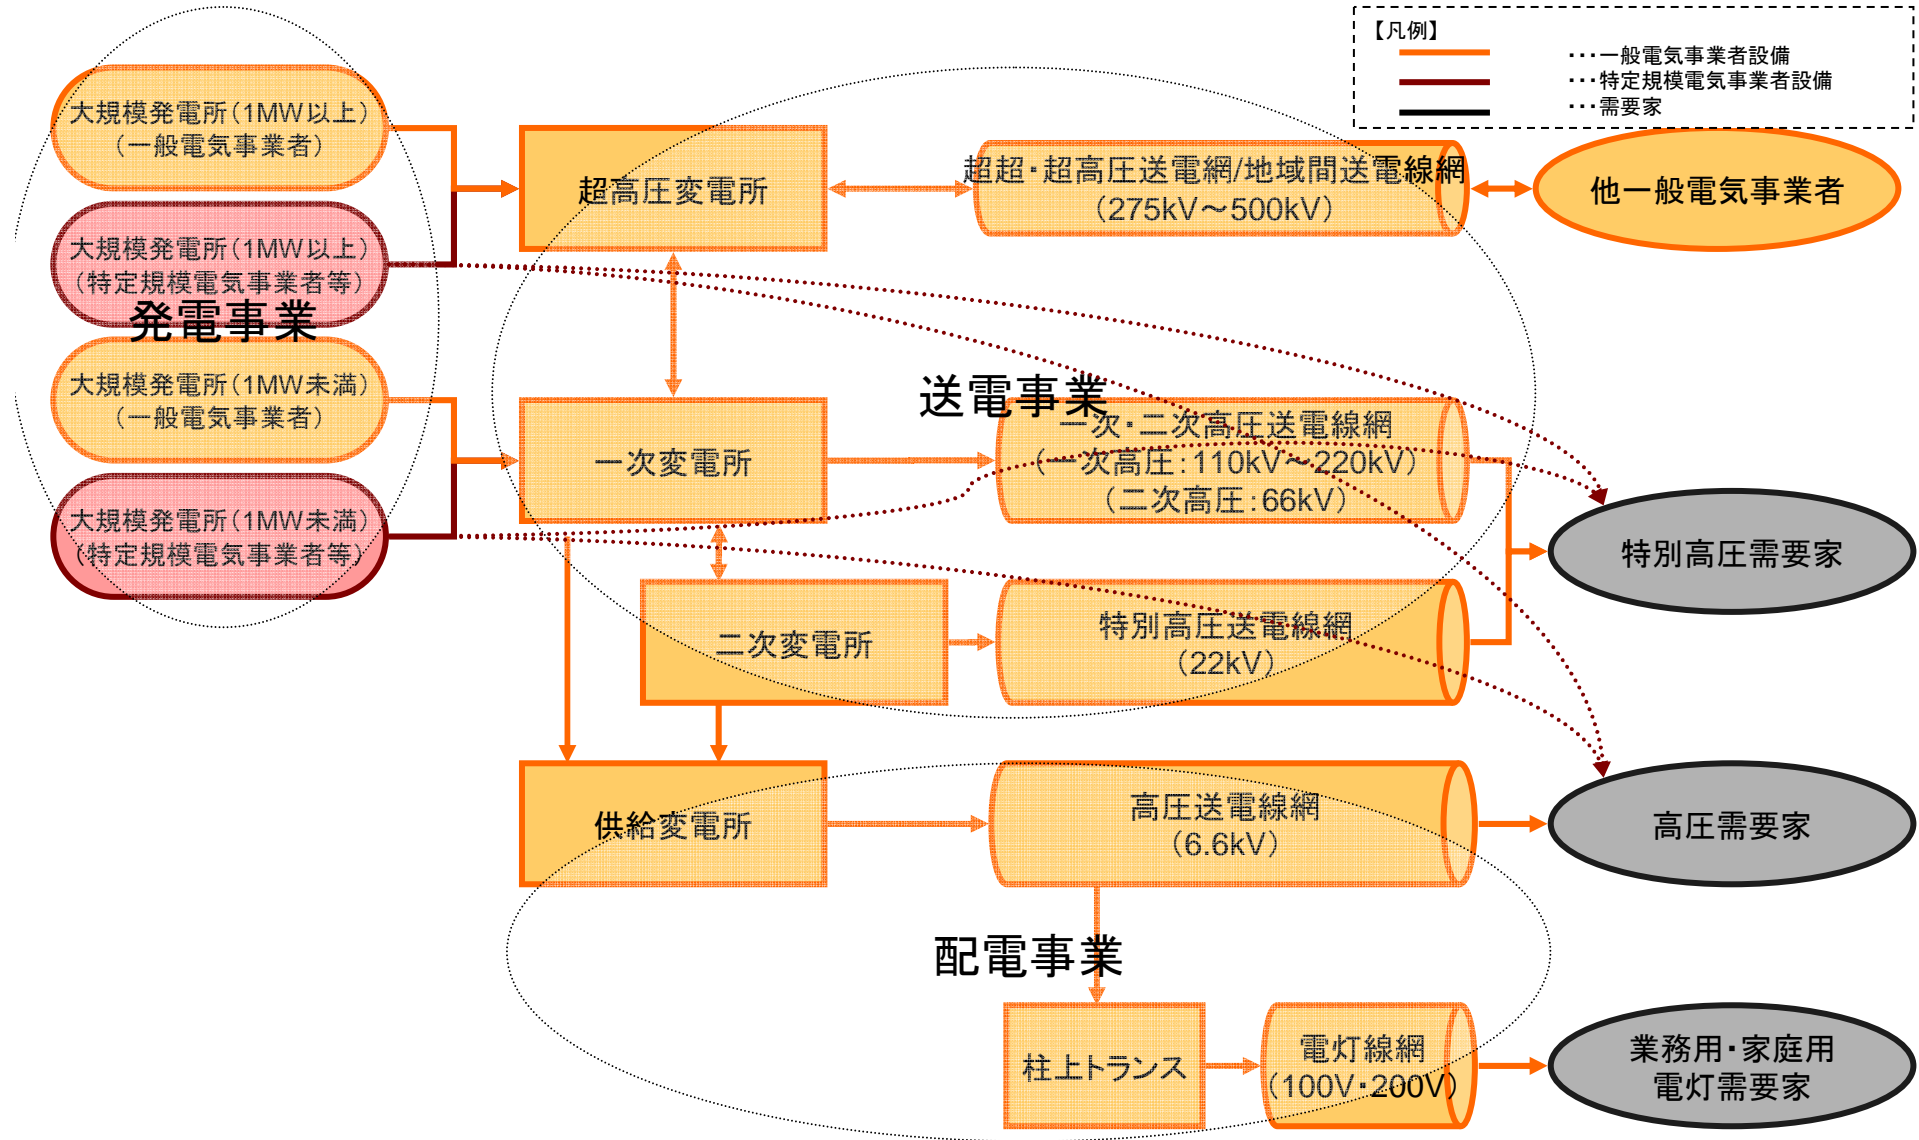 【凡例】
･･･一般電気事業者設備
･･･特定規模電気事業者設備
･･･需要家
大規模発電所（1MW以上）
（一般電気事業者）
大規模発電所（1MW以上）
（特定規模電気事業者等）
発電事業
大規模発電所（1MW未満）
（一般電気事業者）
大規模発電所（1MW未満）
（特定規模電気事業者等）
超高圧変電所
超超・超高圧送電網/地域間送電線網
（275kV～500kV）
他一般電気事業者
送電事業
一次変電所
一次・二次高圧送電線網
（一次高圧：110kV～220kV）
（二次高圧：66kV）
特別高圧需要家
二次変電所
特別高圧送電線網
（22kV）
供給変電所
高圧送電線網
（6.6kV）
高圧需要家
配電事業
柱上トランス
電灯線網
（100V・200V）
業務用・家庭用
電灯需要家